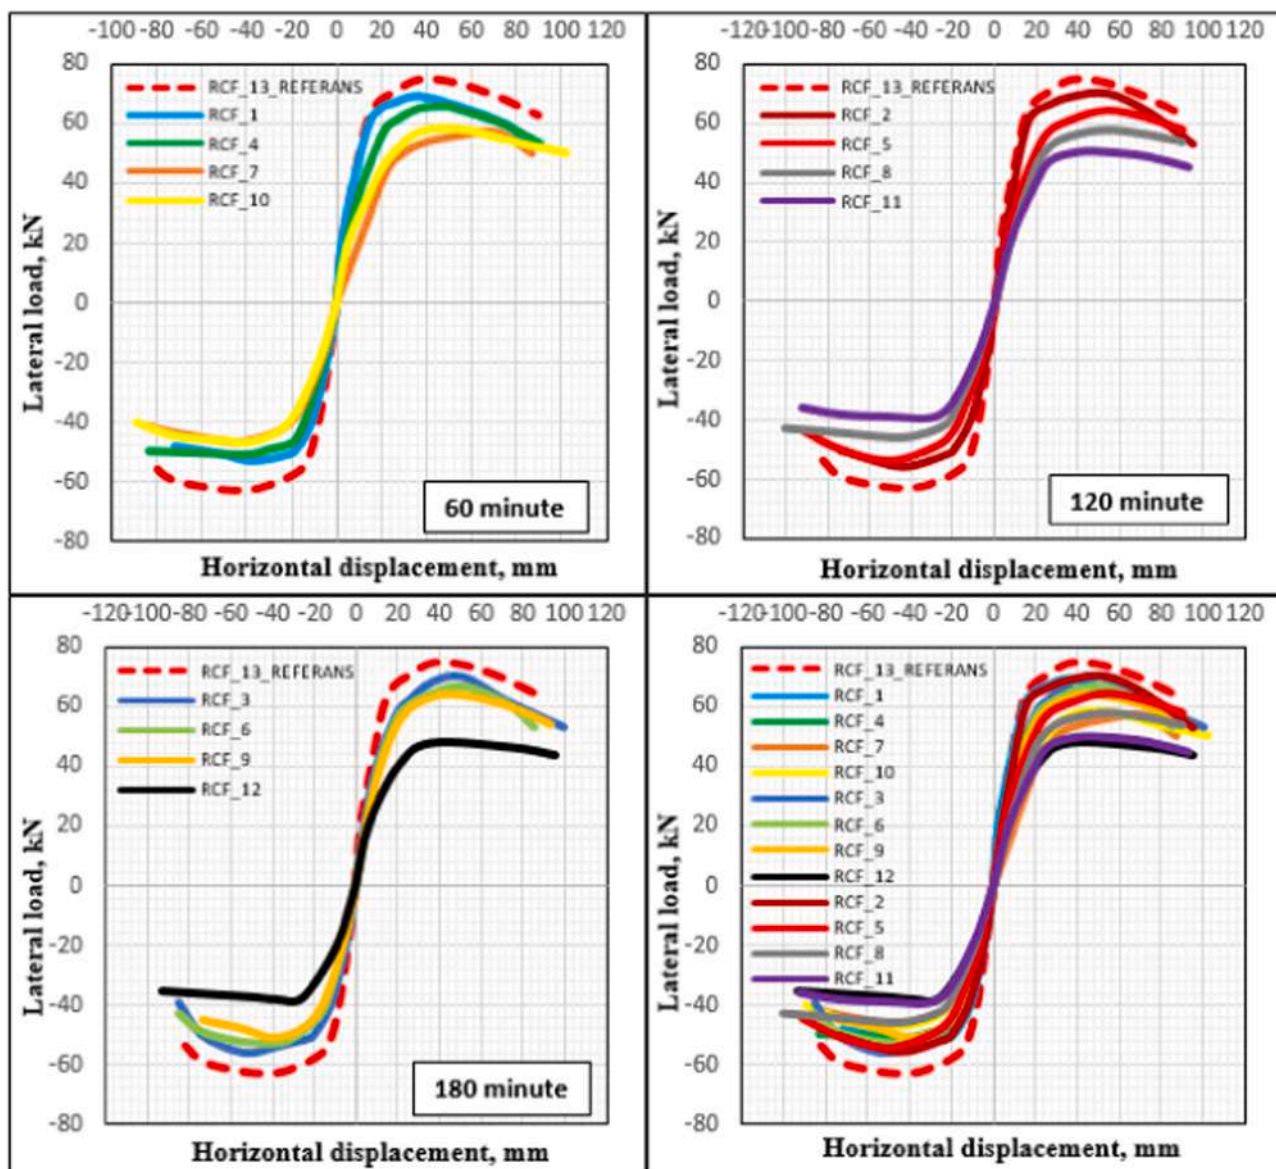 -100 -80 -60 -40 -20 0 20 40 60 80 100 120
80
60
40
20
0
-20
-40
-60
-80
Lateral load, kN
RCF_13_REFERANS
RCF_1
RCF_4
RCF_7
RCF_10
60 minute
Horizontal displacement, mm
-120 -100 -80 -60 -40 -20 0 20 40 60 80 100 120
80
60
40
20
0
-20
-40
-60
-80
Lateral load, kN
RCF_13_REFERANS
RCF_2
RCF_5
RCF_8
RCF_11
120 minute
Horizontal displacement, mm
-120 -100 -80 -60 -40 -20 0 20 40 60 80 100 120
80
60
40
20
0
-20
-40
-60
-80
Lateral load, kN
RCF_13_REFERANS
RCF_3
RCF_6
RCF_9
RCF_12
180 minute
Horizontal displacement, mm
-120 -100 -80 -60 -40 -20 0 20 40 60 80 100 120
80
60
40
20
0
-20
-40
-60
-80
Lateral load, kN
RCF_13_REFERANS
RCF_1
RCF_4
RCF_7
RCF_10
RCF_3
RCF_6
RCF_9
RCF_12
RCF_2
RCF_5
RCF_8
RCF_11
Horizontal displacement, mm